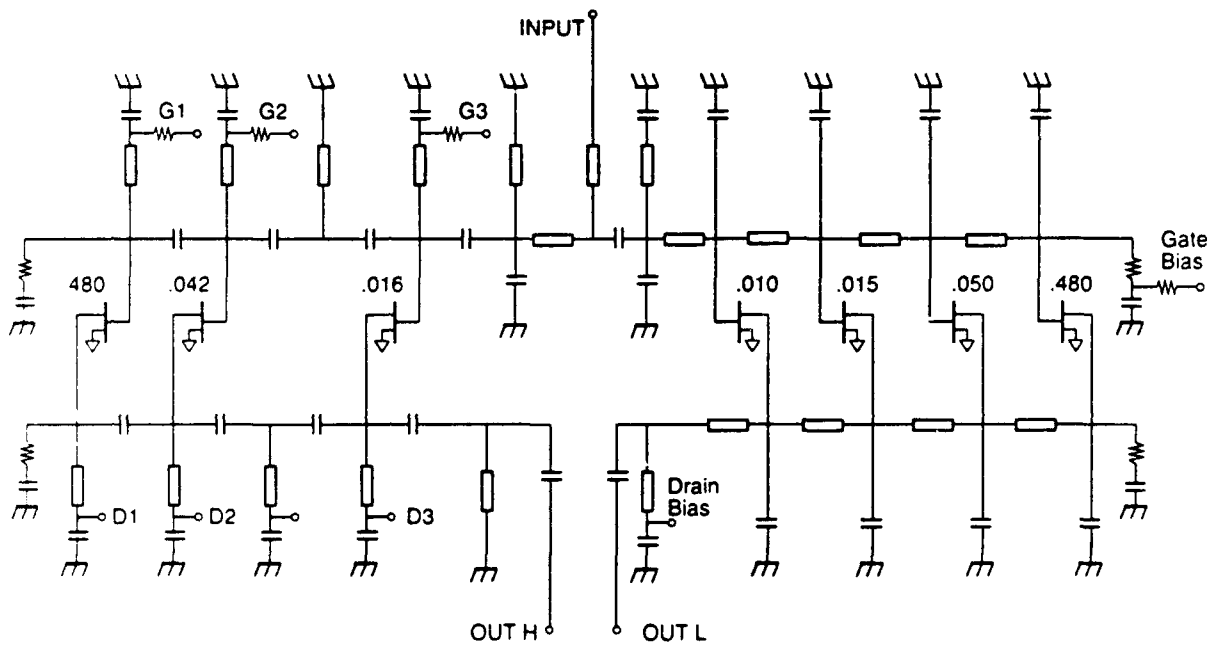 INPUT
G1 G2 G3
Gate
Bias
480 .042 .016 .010 .015 .050 .480
D1 D2 D3
Drain
Bias
OUT H OUT L